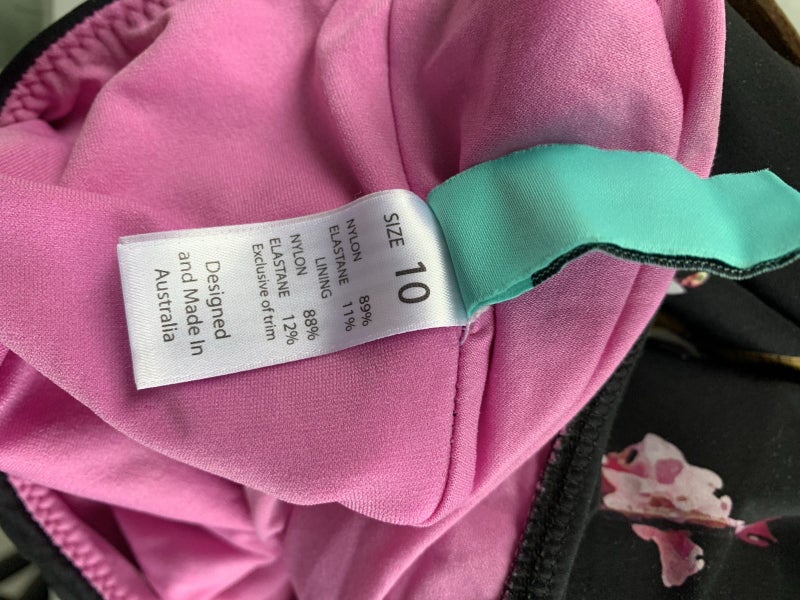 SIZE 10
NYLON 89%
ELASTANE 11%
LINING
NYLON 88%
ELASTANE 12%
Exclusive of trim
Designed
and Made In
Australia